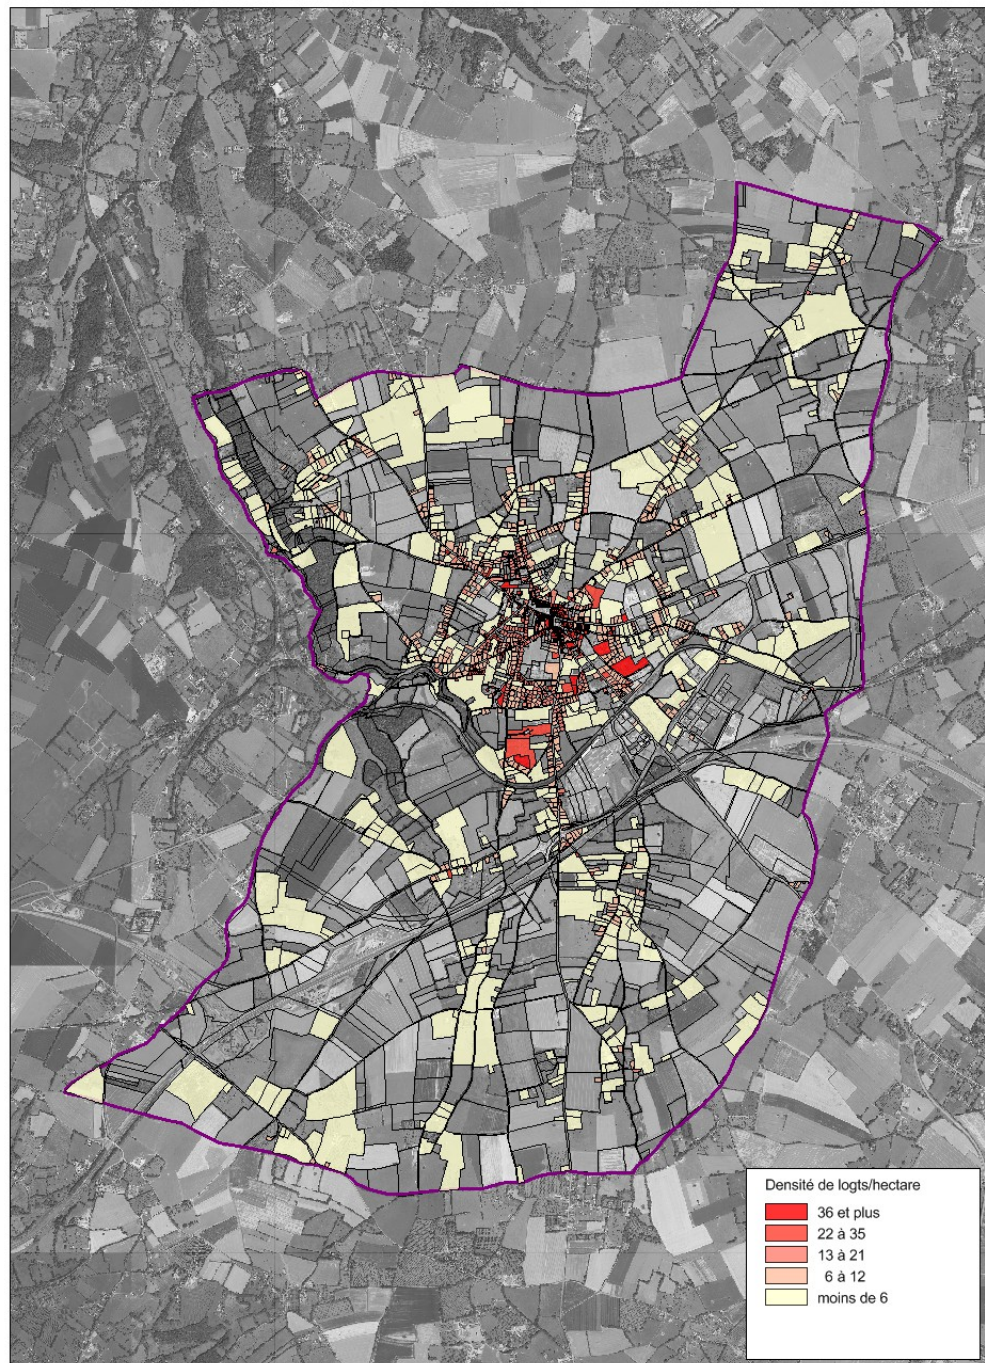 Densité de logts/hectare
36 et plus
22 à 35
13 à 21
6 à 12
moins de 6